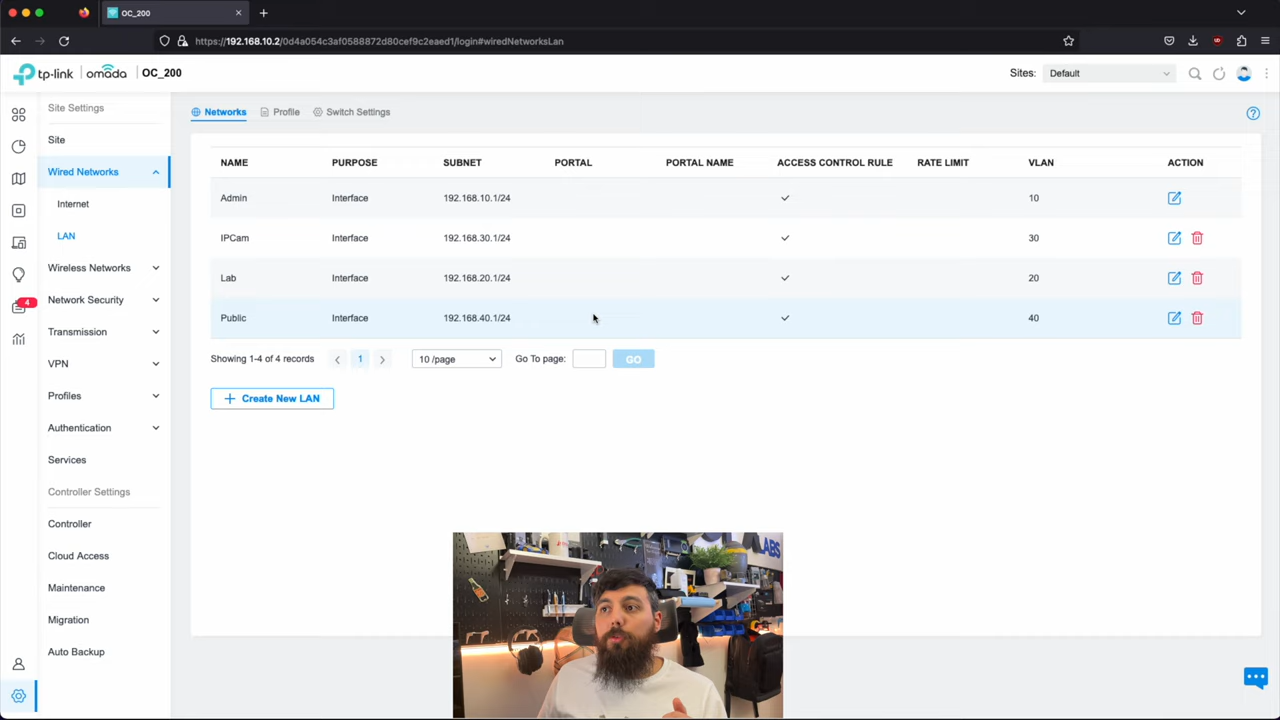 OC_200
https://192.168.10.2/0d4a054c3af0588872d80cef9c2eaed1/login#wiredNetworksLan
tp-link omada OC_200
Sites: Default
Site Settings
Site
Wired Networks
Internet
LAN
Wireless Networks
Network Security
4
Transmission
VPN
Profiles
Authentication
Services
Controller Settings
Controller
Cloud Access
Maintenance
Migration
Auto Backup
Networks Profile Switch Settings
NAME PURPOSE SUBNET PORTAL PORTAL NAME ACCESS CONTROL RULE RATE LIMIT VLAN ACTION
Admin Interface 192.168.10.1/24 10
IPCam Interface 192.168.30.1/24 30
Lab Interface 192.168.20.1/24 20
Public Interface 192.168.40.1/24 40
Showing 1-4 of 4 records 1 10 /page Go To page: GO
Create New LAN
LABS